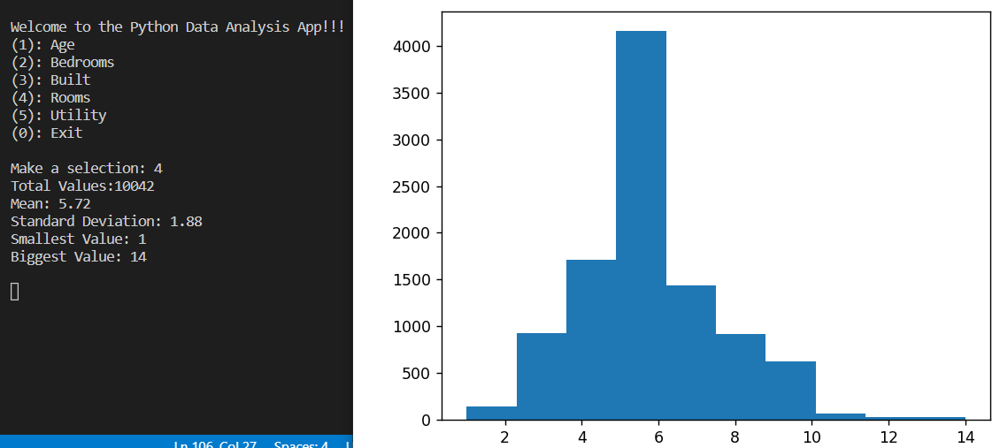 Welcome to the Python Data Analysis App!!!
(1): Age
(2): Bedrooms
(3): Built
(4): Rooms
(5): Utility
(0): Exit
Make a selection: 4
Total Values:10042
Mean: 5.72
Standard Deviation: 1.88
Smallest Value: 1
Biggest Value: 14
Ln 106, Col 27 Spaces: 4
4000
3500
3000
2500
2000
1500
1000
500
0
2 4 6 8 10 12 14